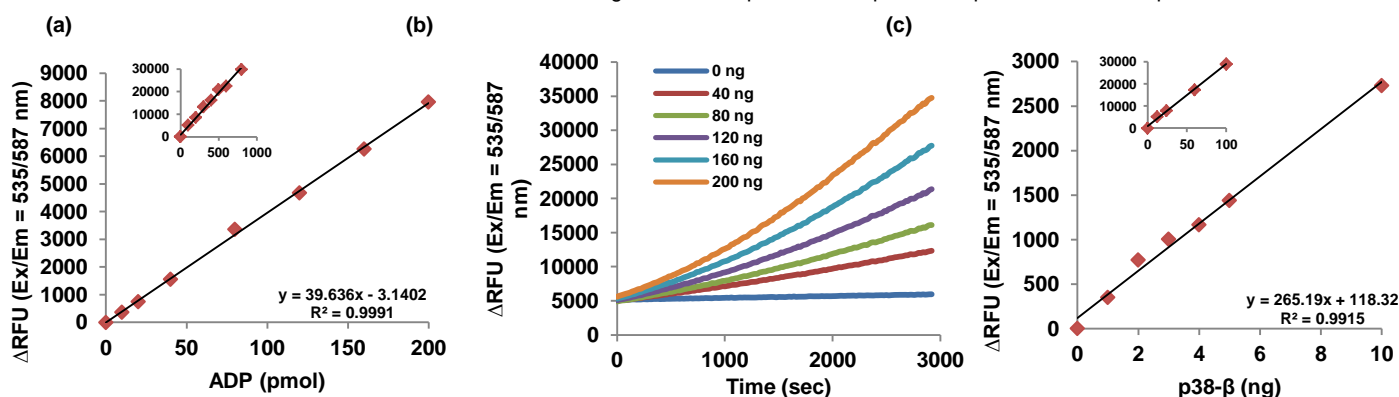 (a)
(b)
(c)
ΔRFU (Ex/Em = 535/587 nm)
9000
8000
7000
6000
5000
4000
3000
2000
1000
0
0
50
100
150
200
ADP (pmol)
30000
20000
10000
0
0
500
1000
y = 39.636x - 3.1402
R² = 0.9991
ΔRFU (Ex/Em = 535/587
nm)
40000
35000
30000
25000
20000
15000
10000
5000
0
0
1000
2000
3000
Time (sec)
0 ng
40 ng
80 ng
120 ng
160 ng
200 ng
ΔRFU (Ex/Em = 535/587 nm)
3000
2500
2000
1500
1000
500
0
0
2
4
6
8
10
p38-β (ng)
30000
20000
10000
0
0
50
100
y = 265.19x + 118.32
R² = 0.9915